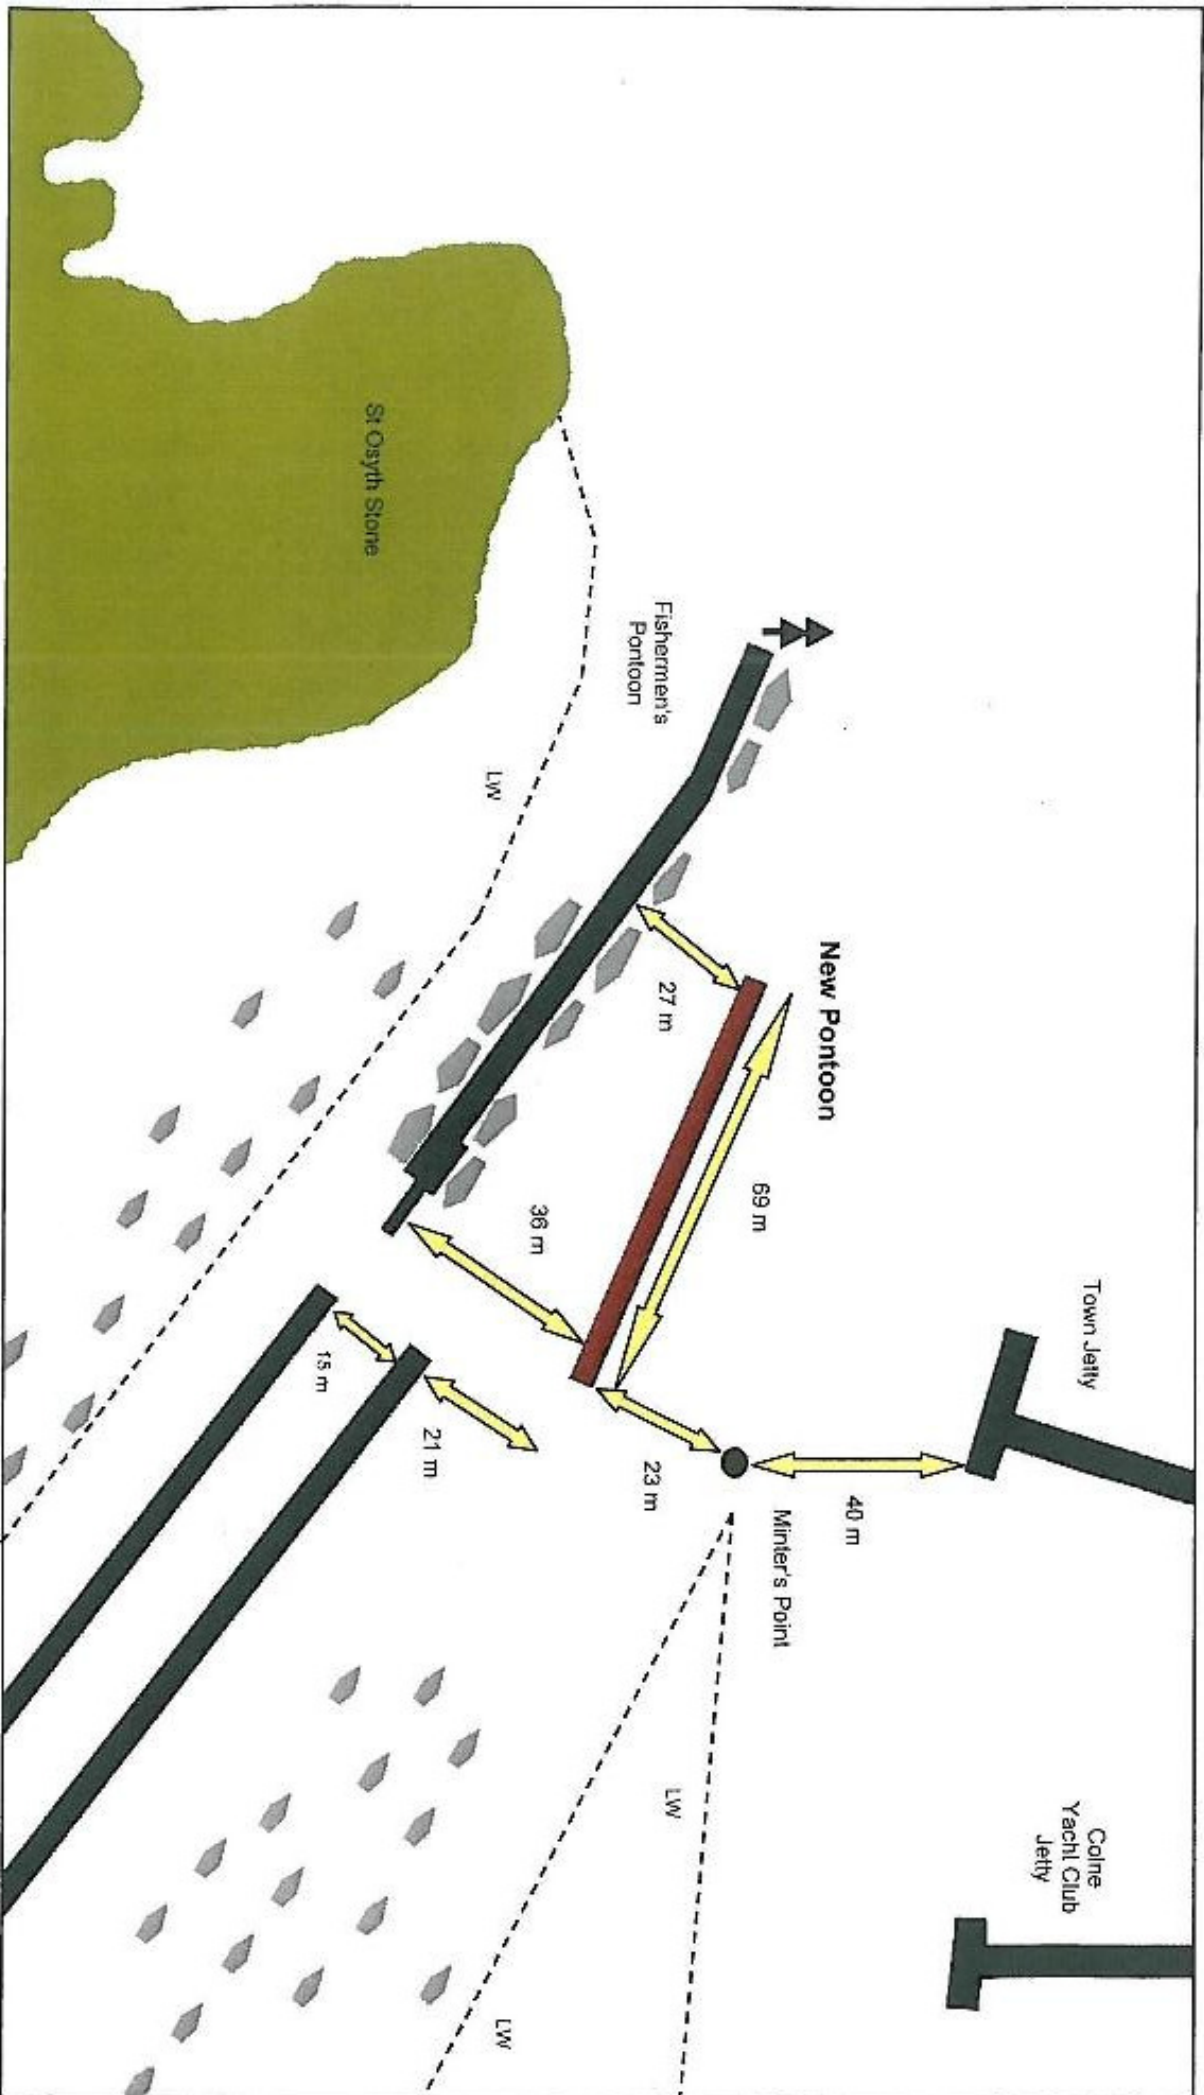 Town Jetty
Colne
Yacht Club
Jetty
New Pontoon
40 m
Minter's Point
69 m
Fishermen's
Pontoon
27 m
23 m
LW
36 m
LW
21 m
LW
15 m
St Osyth Stone